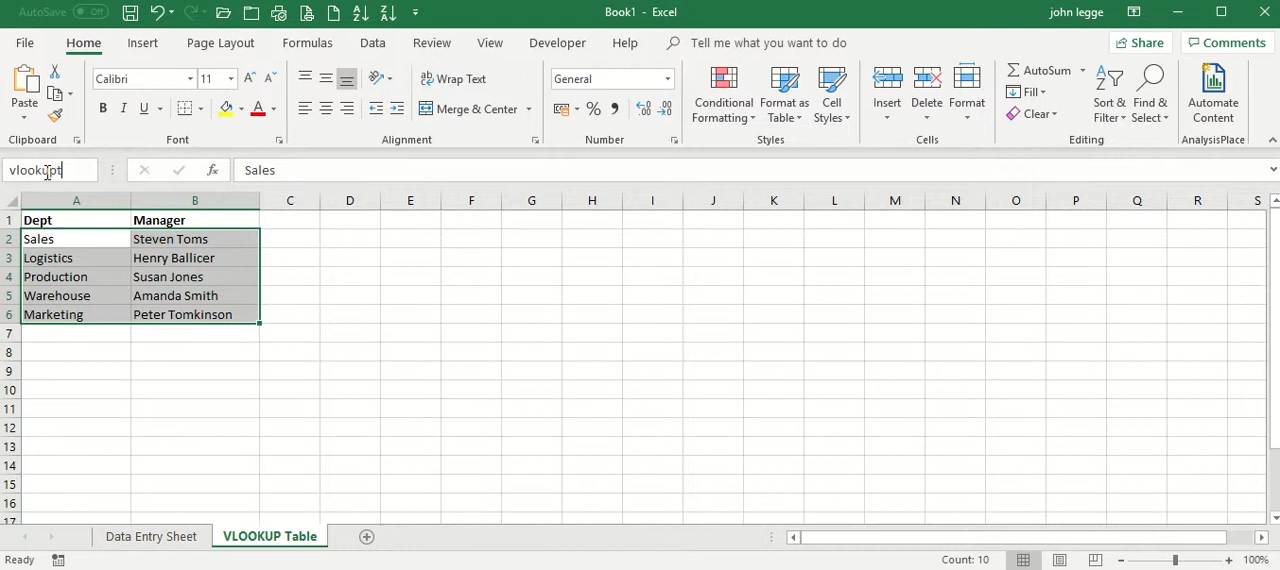 AutoSave Off Book1 - Excel john legge
File Home Insert Page Layout Formulas Data Review View Developer Help Tell me what you want to do Share Comments
Paste Calibri 11 A A Wrap Text General Conditional Formatting Format as Table Cell Styles Insert Delete Format AutoSum Sort & Filter Find & Select Automate Content
B I U A ab Merge & Center % , Fill Clear
Clipboard Font Alignment Number Styles Cells Editing AnalysisPlace
vlookupt fx Sales
A B C D E F G H I J K L M N O P Q R S
1 Dept Manager
2 Sales Steven Toms
3 Logistics Henry Ballicer
4 Production Susan Jones
5 Warehouse Amanda Smith
6 Marketing Peter Tomkinson
7
8
9
10
11
12
13
14
15
16
17
Data Entry Sheet VLOOKUP Table
Ready Count: 10 100%